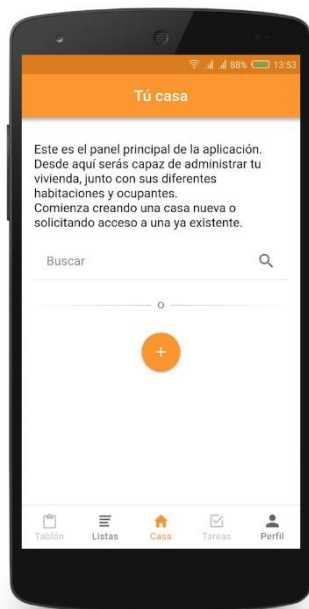 88% 13:53
Tú casa
Este es el panel principal de la aplicación.
Desde aquí serás capaz de administrar tu
vivienda, junto con sus diferentes
habitaciones y ocupantes.
Comienza creando una casa nueva o
solicitando acceso a una ya existente.
Buscar
o
+
Tablón Listas Casa Tareas Perfil